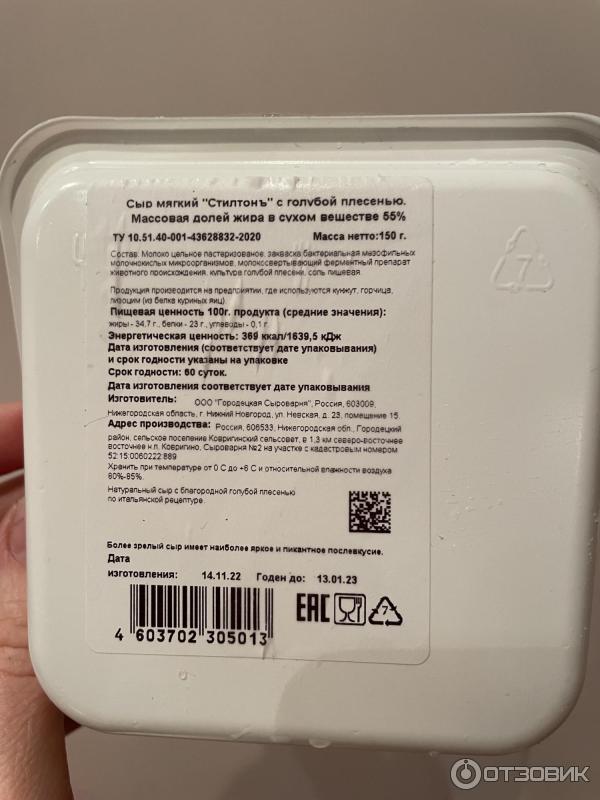 Сыр мягкий "Стилтонъ" с голубой плесенью.
Массовая долей жира в сухом веществе 55%
ТУ 10.51.40-001-43628832-2020 Масса нетто:150 г.
Состав: Молоко цельное пастеризованое, закваска бактериальная мезофильных
молочнокислых микроорганизмов, молокосвертывающий ферментный препарат
животного происхождения, культура голубой плесени, соль пищевая.
Продукция производится на предприятии, где используются кунжут, горчица,
лизоцим (из белка куриных яиц).
Пищевая ценность 100г. продукта (средние значения):
жиры - 34,7 г., белки - 23 г., углеводы - 0,1 г.
Энергетическая ценность: 369 ккал/1639,5 кДж
Дата изготовления (соответствует дате упаковывания)
и срок годности указаны на упаковке
Срок годности: 60 суток.
Дата изготовления соответствует дате упаковывания
Изготовитель: ООО "Городецкая Сыроварня", Россия, 603009,
Нижегородская область, г. Нижний Новгород, ул. Невская, д. 23, помещение 15.
Адрес производства: Россия, 606533, Нижегородская обл., Городецкий
район, сельское поселение Ковригинский сельсовет, в 1,3 км северо-восточнее
восточнее н.п. Ковригино, Сыроварня №2 на участке с кадастровым номером
52:15:0060222:889
Хранить при температуре от 0 С до +6 С и относительной влажности воздуха
80%-85%.
Натуральный сыр с благородной голубой плесенью
по итальянской рецептуре.
Более зрелый сыр имеет наиболее яркое и пикантное послевкусие.
Дата
изготовления: 14.11.22 Годен до: 13.01.23
4 603702 305013
EAC
7
7
ОТЗОВИК